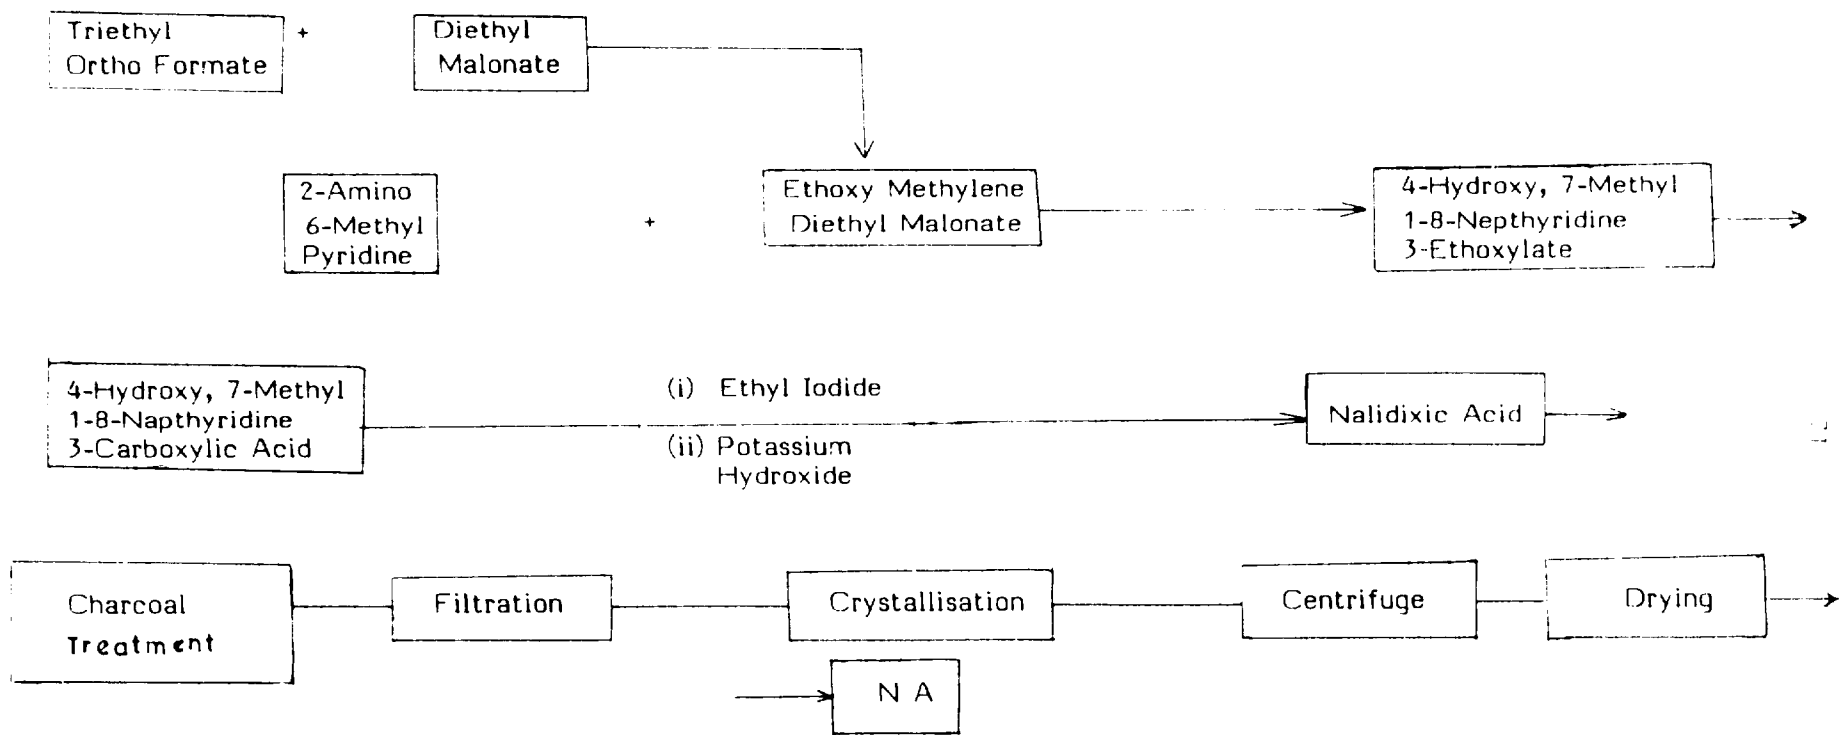 Triethyl
Ortho Formate
+
Diethyl
Malonate
2-Amino
6-Methyl
Pyridine
+
Ethoxy Methylene
Diethyl Malonate
4-Hydroxy, 7-Methyl
1-8-Nepthyridine
3-Ethoxylate
4-Hydroxy, 7-Methyl
1-8-Napthyridine
3-Carboxylic Acid
(i) Ethyl Iodide
(ii) Potassium
Hydroxide
Nalidixic Acid
Charcoal
Treatment
Filtration
Crystallisation
Centrifuge
Drying
N A